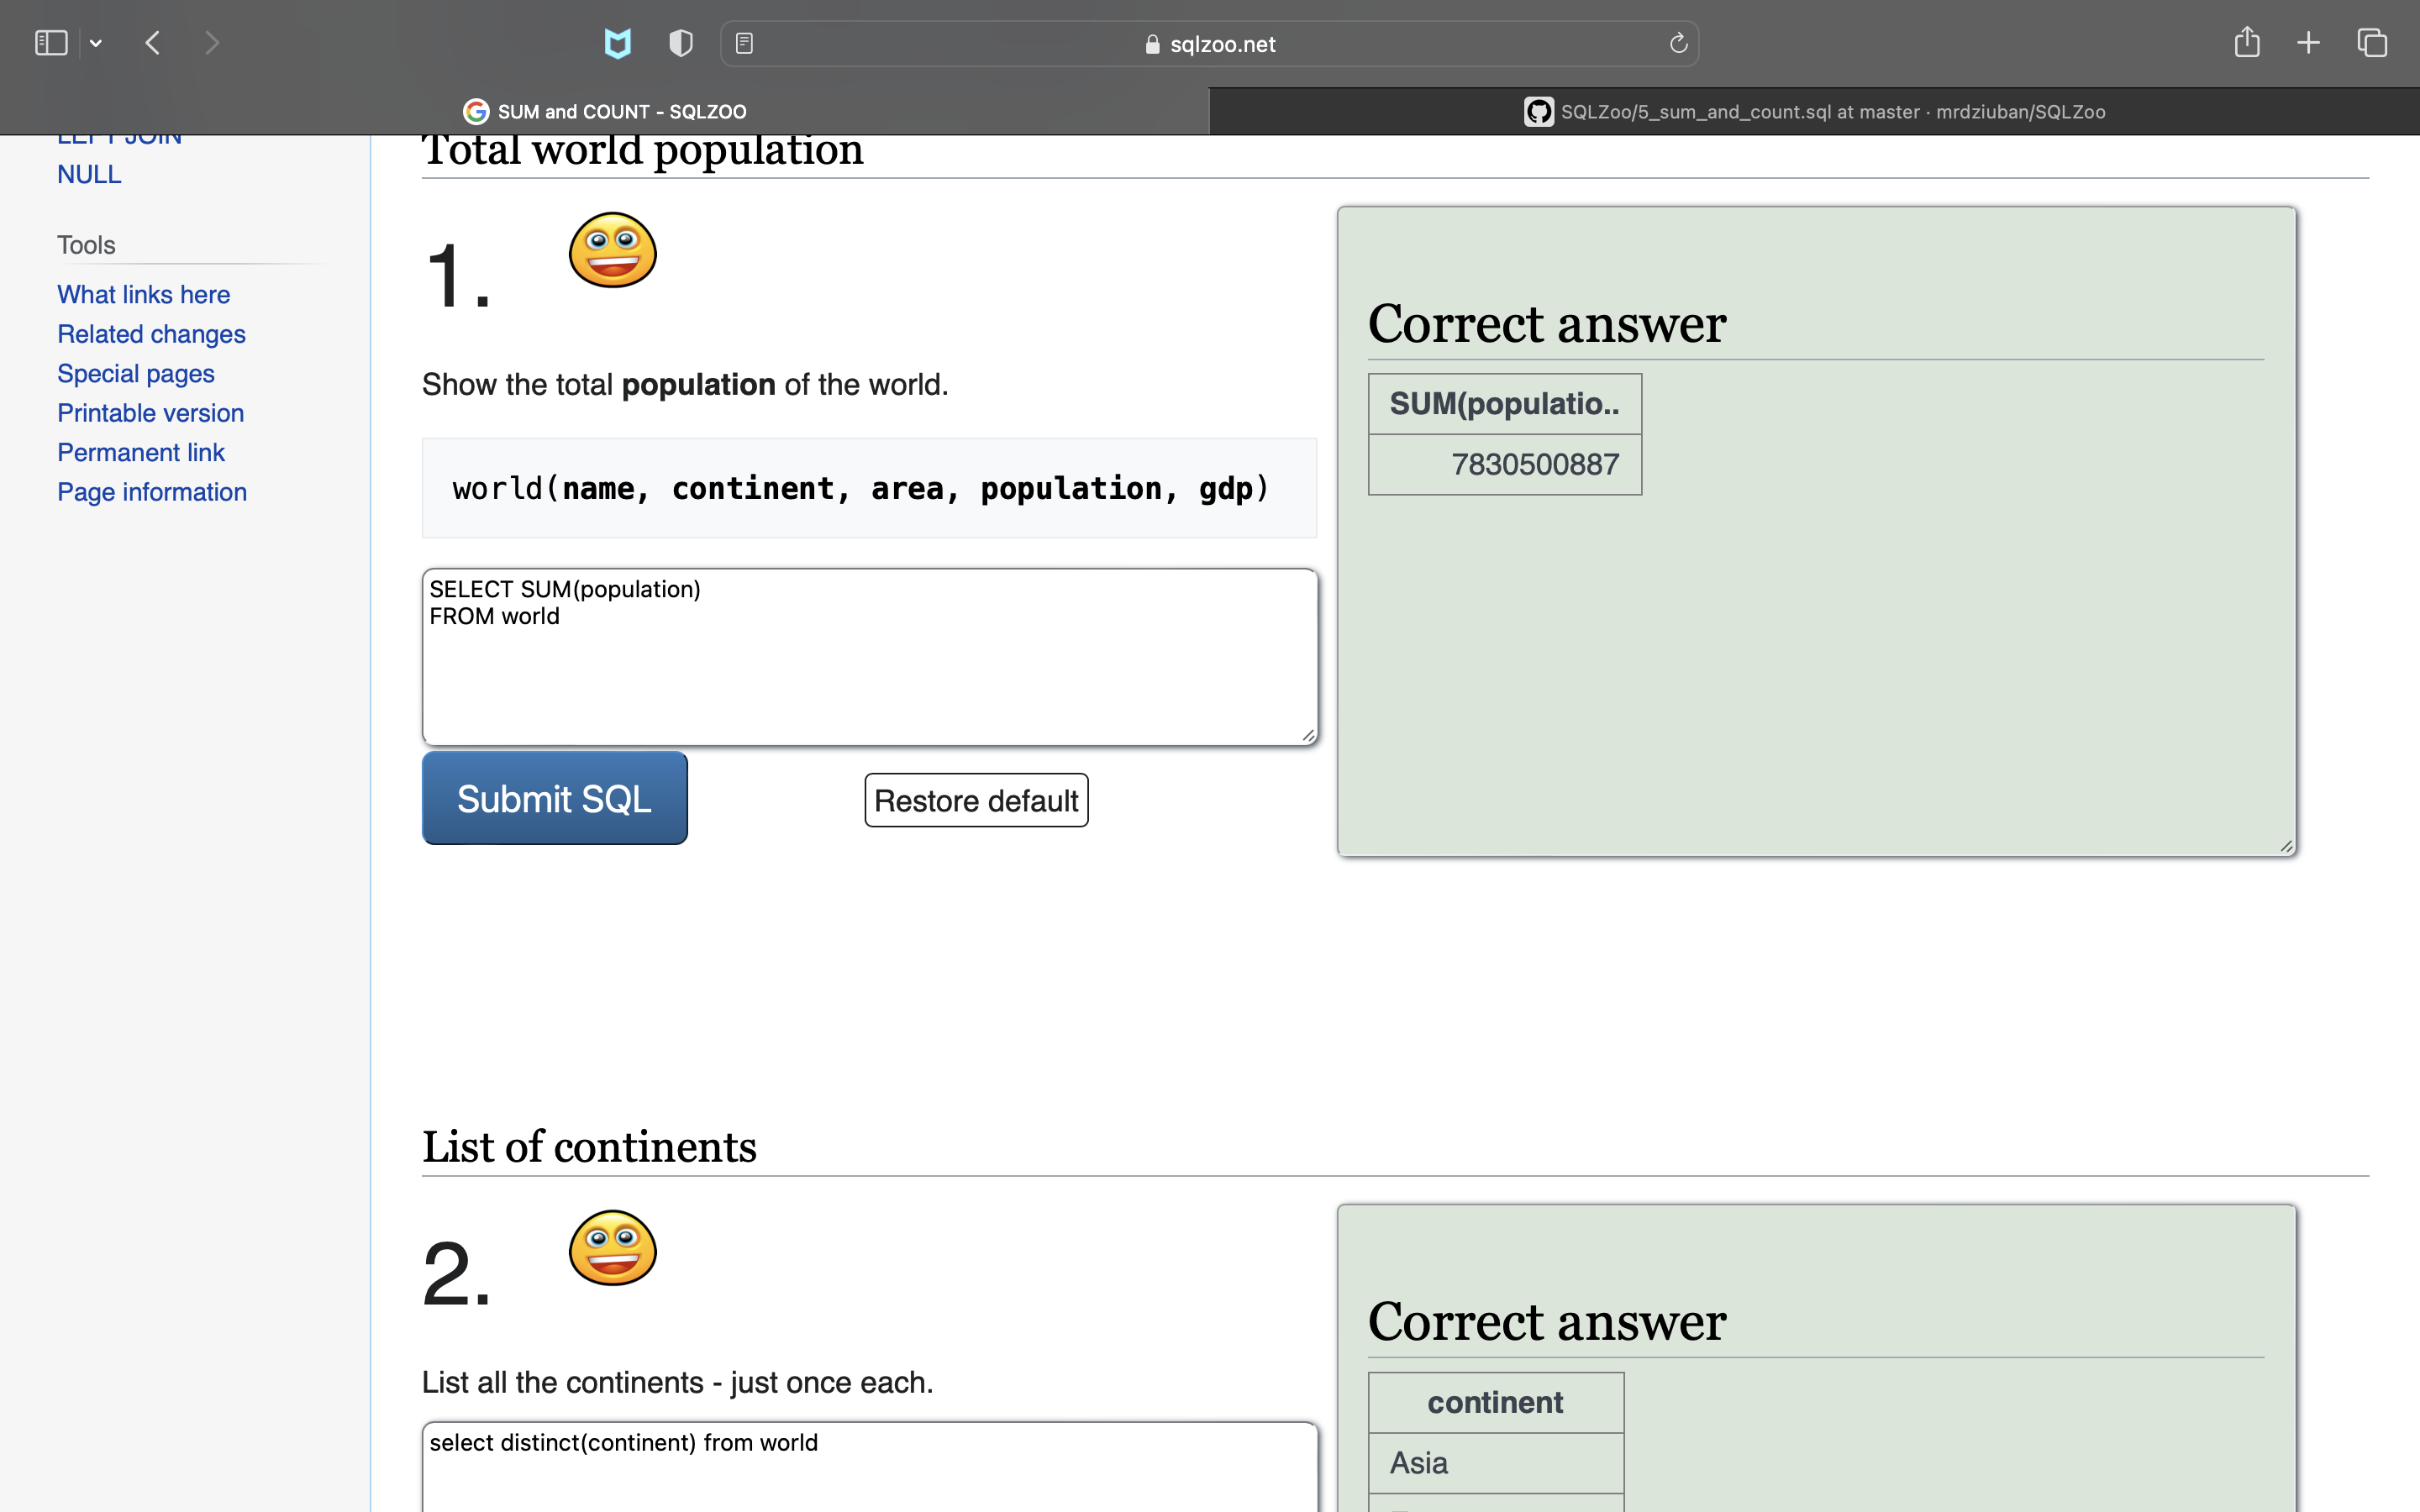 sqlzoo.net
SUM and COUNT - SQLZOO
SQLZoo/5_sum_and_count.sql at master · mrdziuban/SQLZoo
LEFT JOIN
NULL
Tools
What links here
Related changes
Special pages
Printable version
Permanent link
Page information
Total world population
1.
Show the total population of the world.
world(name, continent, area, population, gdp)
SELECT SUM(population)
FROM world
Submit SQL
Restore default
Correct answer
SUM(populatio..
7830500887
List of continents
2.
List all the continents - just once each.
select distinct(continent) from world
Correct answer
continent
Asia